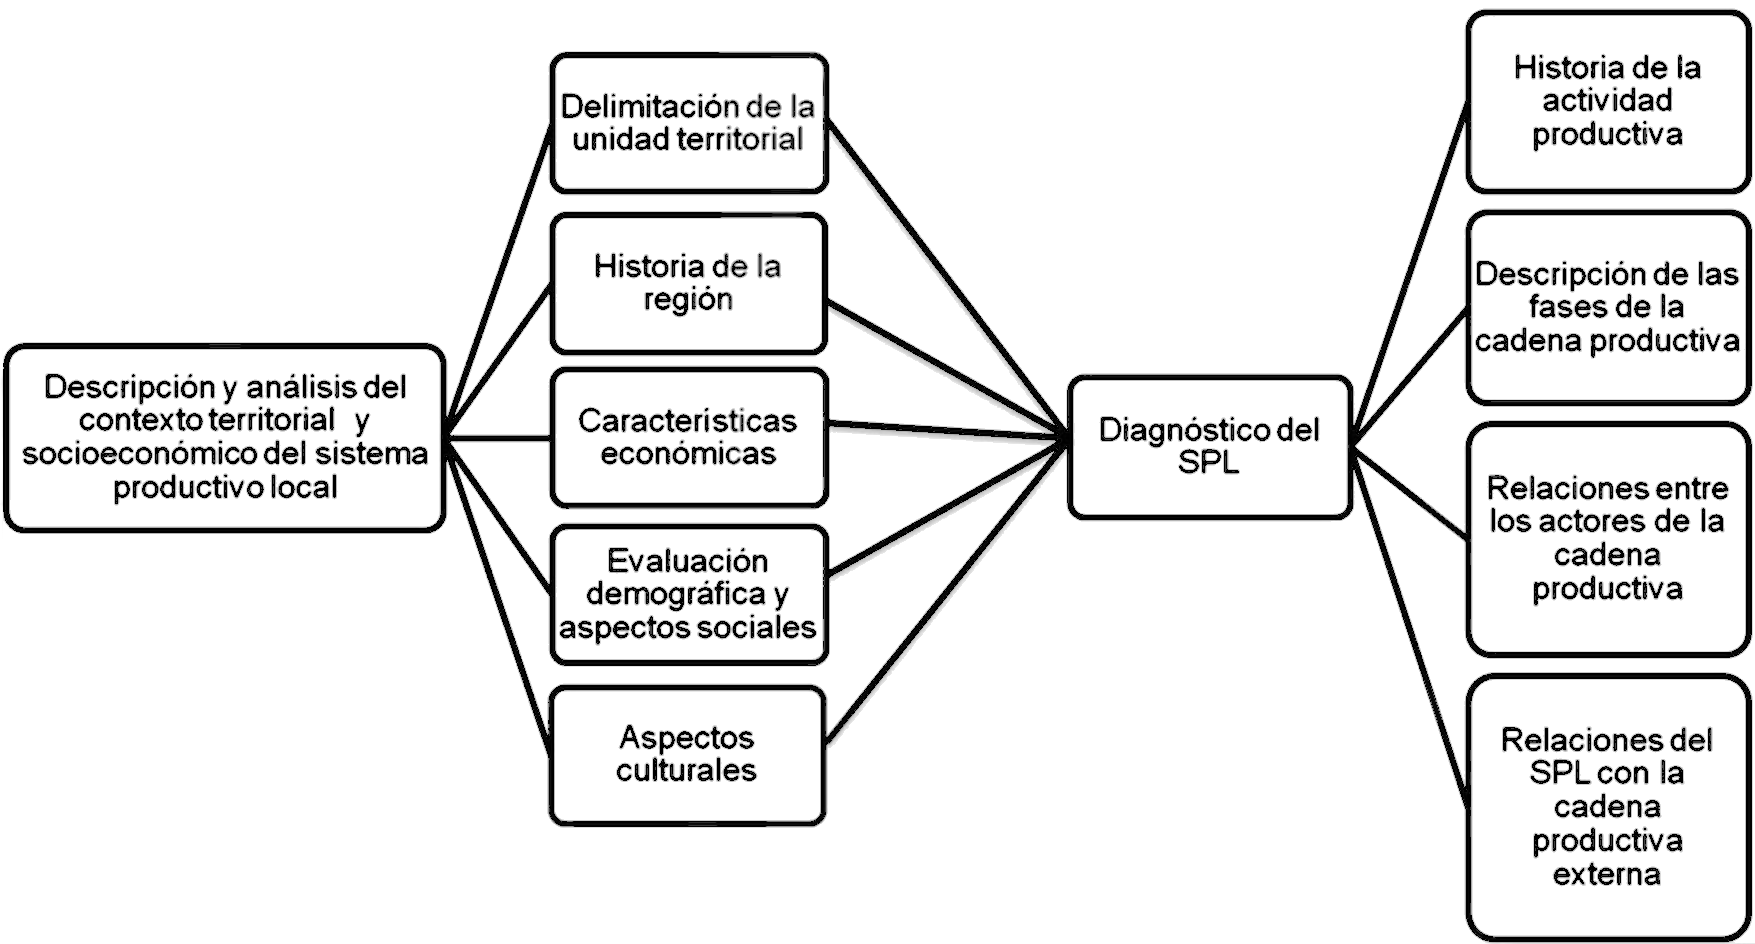 Descripción y análisis del
contexto territorial y
socioeconómico del sistema
productivo local
Delimitación de la
unidad territorial
Historia de la
región
Características
económicas
Evaluación
demográfica y
aspectos sociales
Aspectos
culturales
Diagnóstico del
SPL
Historia de la
actividad
productiva
Descripción de las
fases de la
cadena productiva
Relaciones entre
los actores de la
cadena
productiva
Relaciones del
SPL con la
cadena
productiva
externa